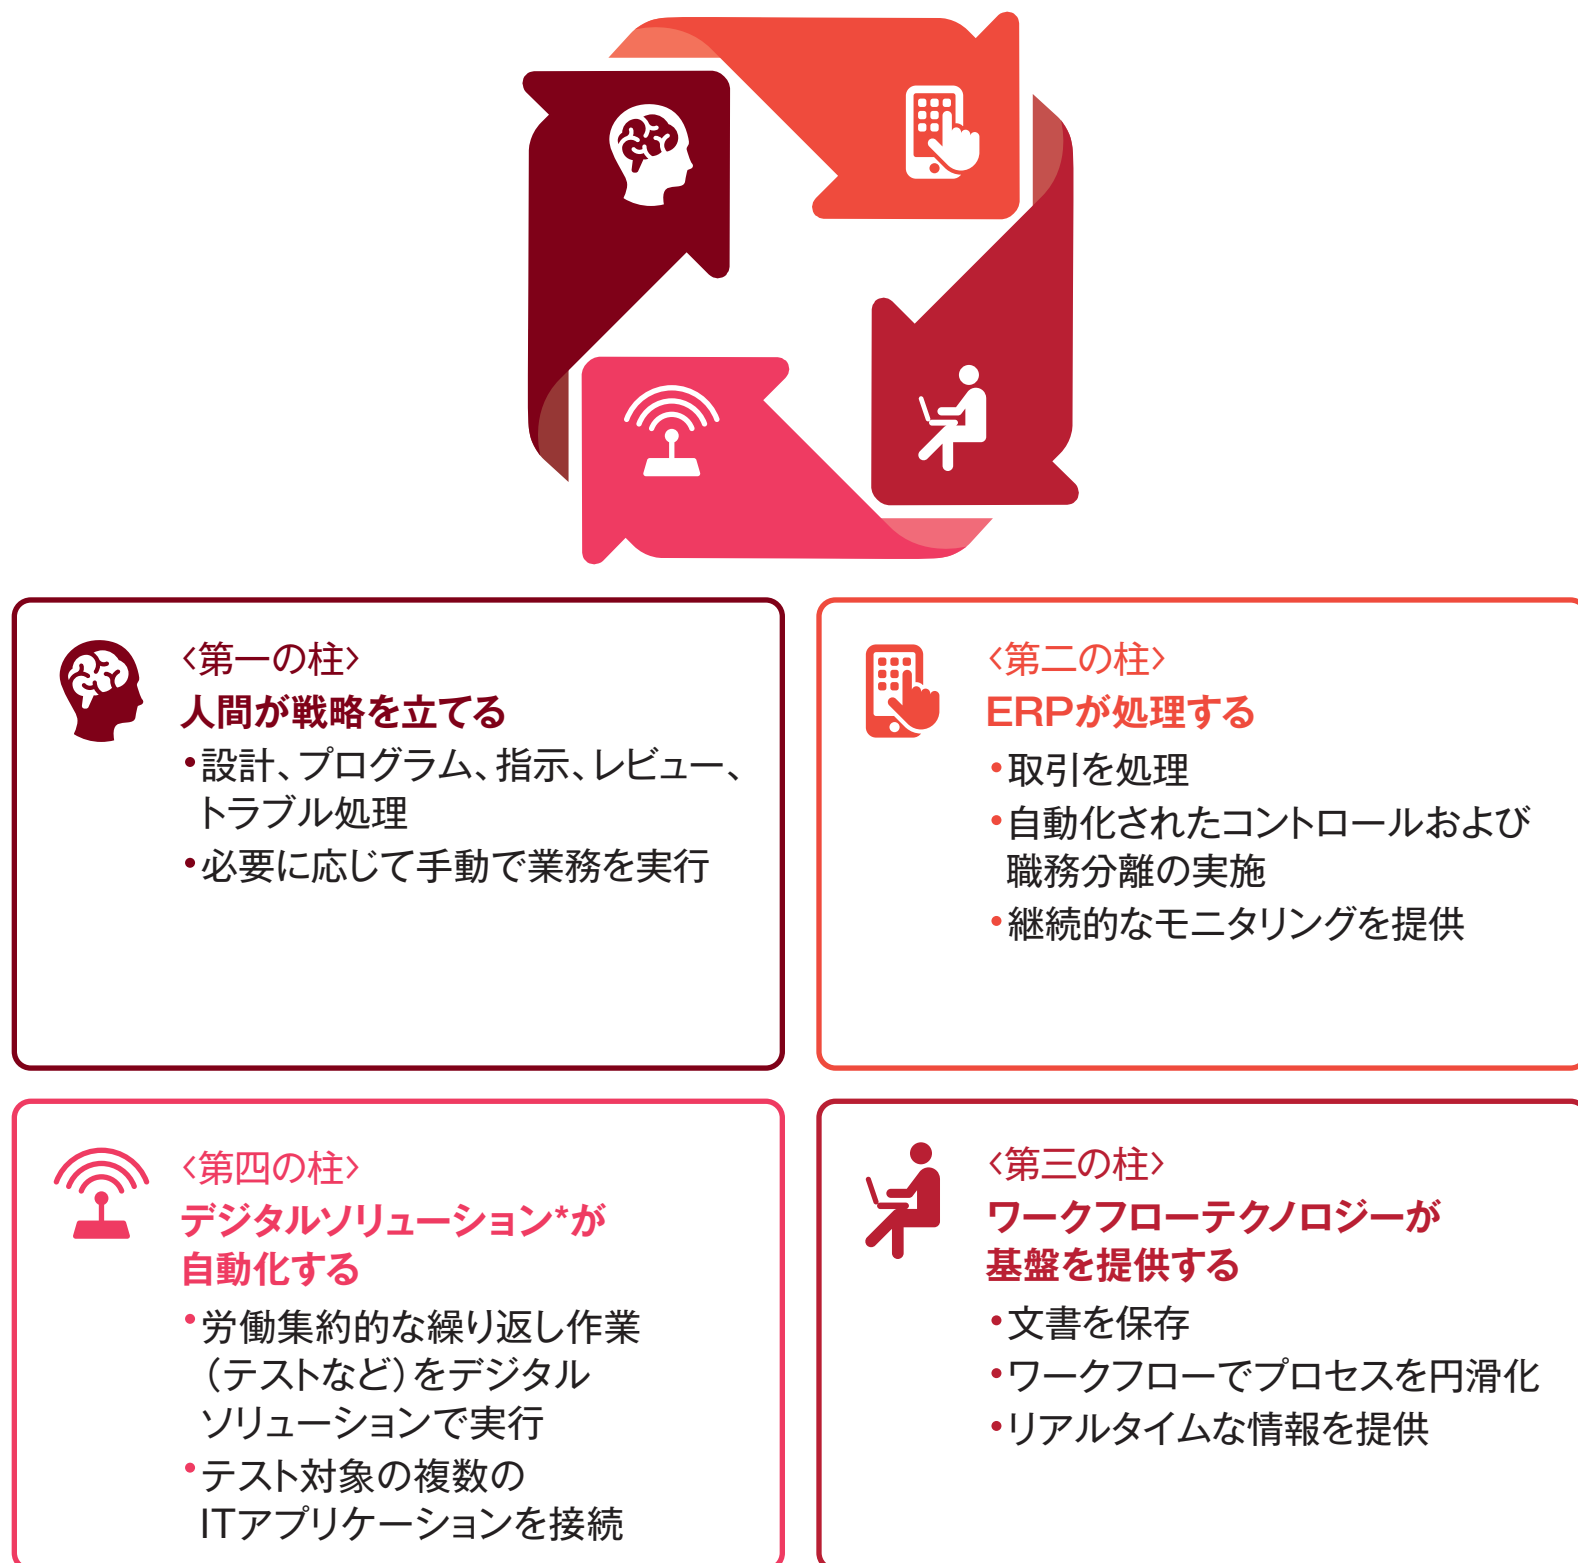 〈第一の柱〉
人間が戦略を立てる
・設計、プログラム、指示、レビュー、
トラブル処理
・必要に応じて手動で業務を実行
〈第二の柱〉
ERPが処理する
・取引を処理
・自動化されたコントロールおよび
職務分離の実施
・継続的なモニタリングを提供
〈第四の柱〉
デジタルソリューション*が
自動化する
・労働集約的な繰り返し作業
（テストなど）をデジタル
ソリューションで実行
・テスト対象の複数の
ITアプリケーションを接続
〈第三の柱〉
ワークフローテクノロジーが
基盤を提供する
・文書を保存
・ワークフローでプロセスを円滑化
・リアルタイムな情報を提供